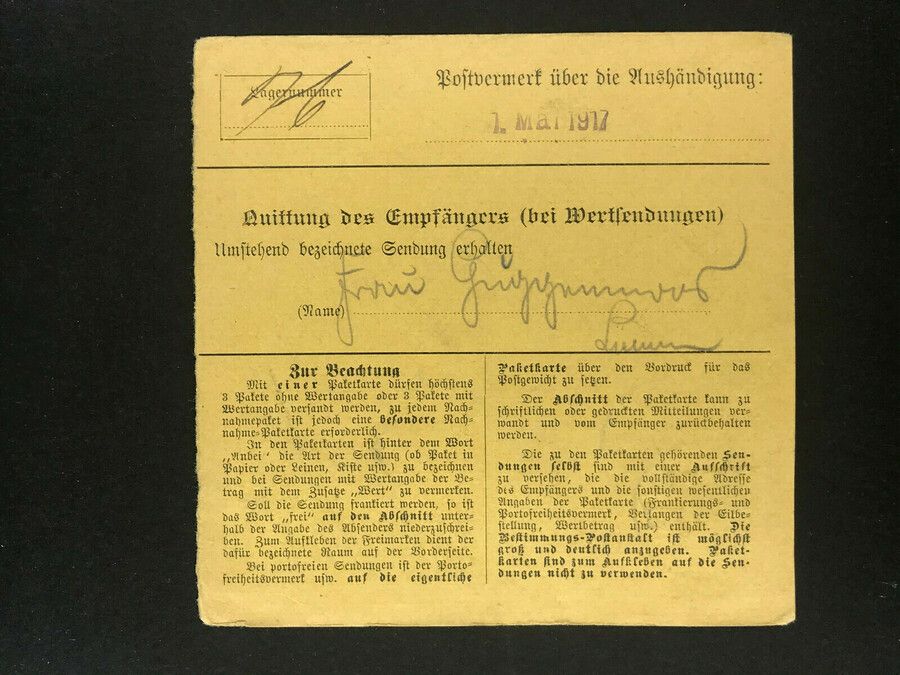 Lagernummer
Postvermerk über die Aushändigung:
1. Mai 1917
Quittung des Empfängers (bei Wertsendungen)
Umstehend bezeichnete Sendung erhalten
Frau
(Name)
Zur Beachtung
Mit einer Paketkarte dürfen höchstens
3 Pakete ohne Wertangabe oder 3 Pakete mit
Wertangabe versandt werden, zu jedem Nach-
nahmepaket ist jedoch eine besondere Nach-
nahme-Paketkarte erforderlich.
In den Paketkarten ist hinter dem Wort
„Anbei“ die Art der Sendung (ob Paket in
Papier oder Leinen, Kiste usw.) zu bezeichnen
und bei Sendungen mit Wertangabe der Be-
trag mit dem Zusatze „Wert“ zu vermerken.
Soll die Sendung frankiert werden, so ist
das Wort „frei“ auf den Abschnitt unter-
halb der Angabe des Absenders niederzuschrei-
ben. Zum Aufkleben der Freimarken dient der
dafür bezeichnete Raum auf der Vorderseite.
Bei portofreien Sendungen ist der Porto-
freiheitsvermerk usw. auf die eigentliche
Paketkarte über den Vordruck für das
Postgewicht zu setzen.
Der Abschnitt der Paketkarte kann zu
schriftlichen oder gedruckten Mitteilungen ver-
wandt und vom Empfänger zurückbehalten
werden.
Die zu den Paketkarten gehörenden Sen-
dungen selbst sind mit einer Aufschrift
zu versehen, die die vollständige Adresse
des Empfängers und die sonstigen wesentlichen
Angaben der Paketkarte (Frankierungs- und
Portofreiheitsvermerk, Verlangen der Eilbe-
stellung, Wertbetrag usw.) enthält. Die
Bestimmungs-Postanstalt ist möglichst
groß und deutlich anzugeben. Paket-
karten sind zum Aufkleben auf die Sen-
dungen nicht zu verwenden.